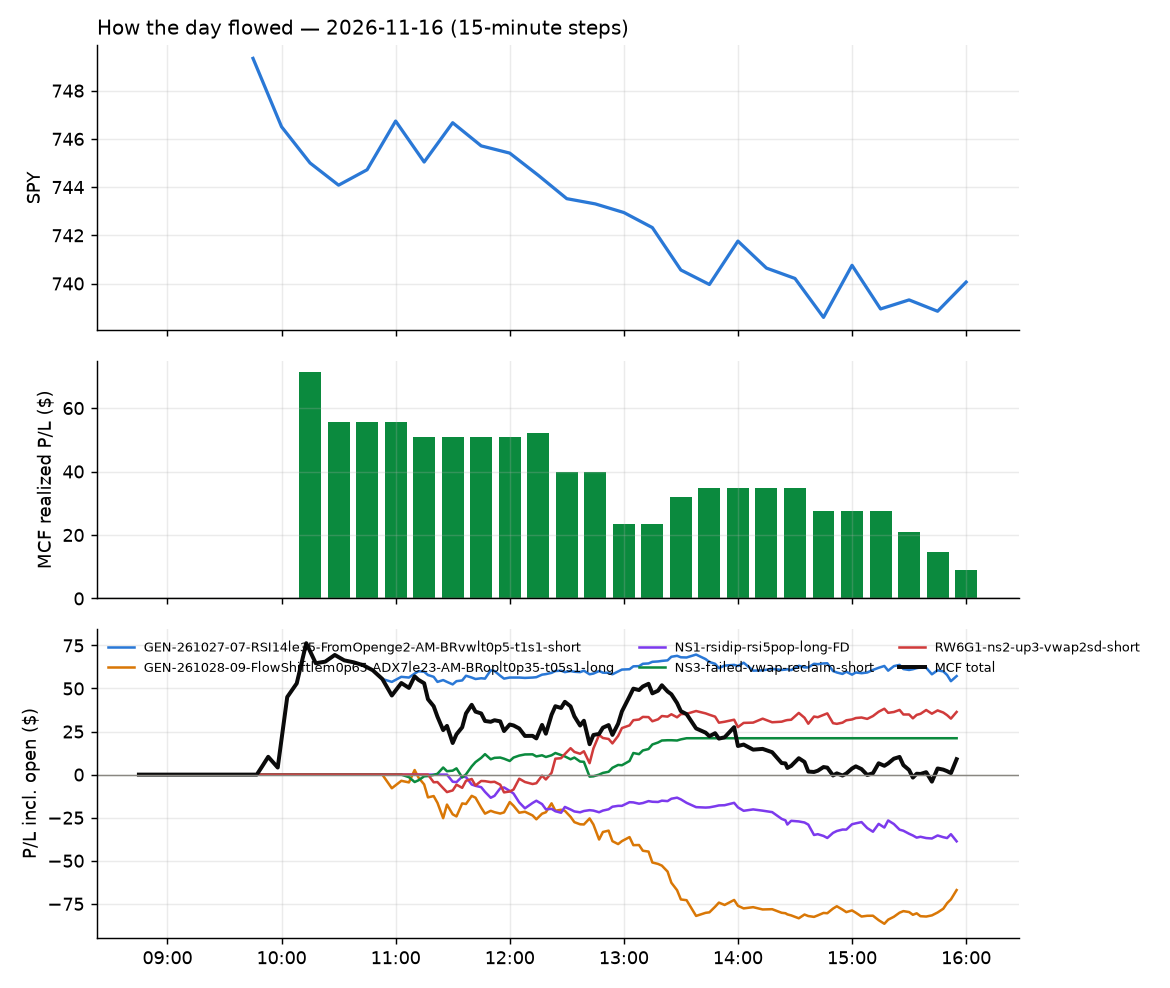 How the day flowed — 2026-11-16 (15-minute steps)
748
746
744
742
740
SPY
60
40
20
0
MCF realized P/L ($)
75
50
25
0
−25
−50
−75
P/L incl. open ($)
GEN-261027-07-RSI14le35-FromOpenge2-AM-BRvwlt0p5-t1s1-short
GEN-261028-09-FlowShiftlem0p65-ADX7le23-AM-BRoplt0p35-t05s1-long
NS1-rsidip-rsi5pop-long-FD
NS3-failed-vwap-reclaim-short
RW6G1-ns2-up3-vwap2sd-short
MCF total
09:00
10:00
11:00
12:00
13:00
14:00
15:00
16:00